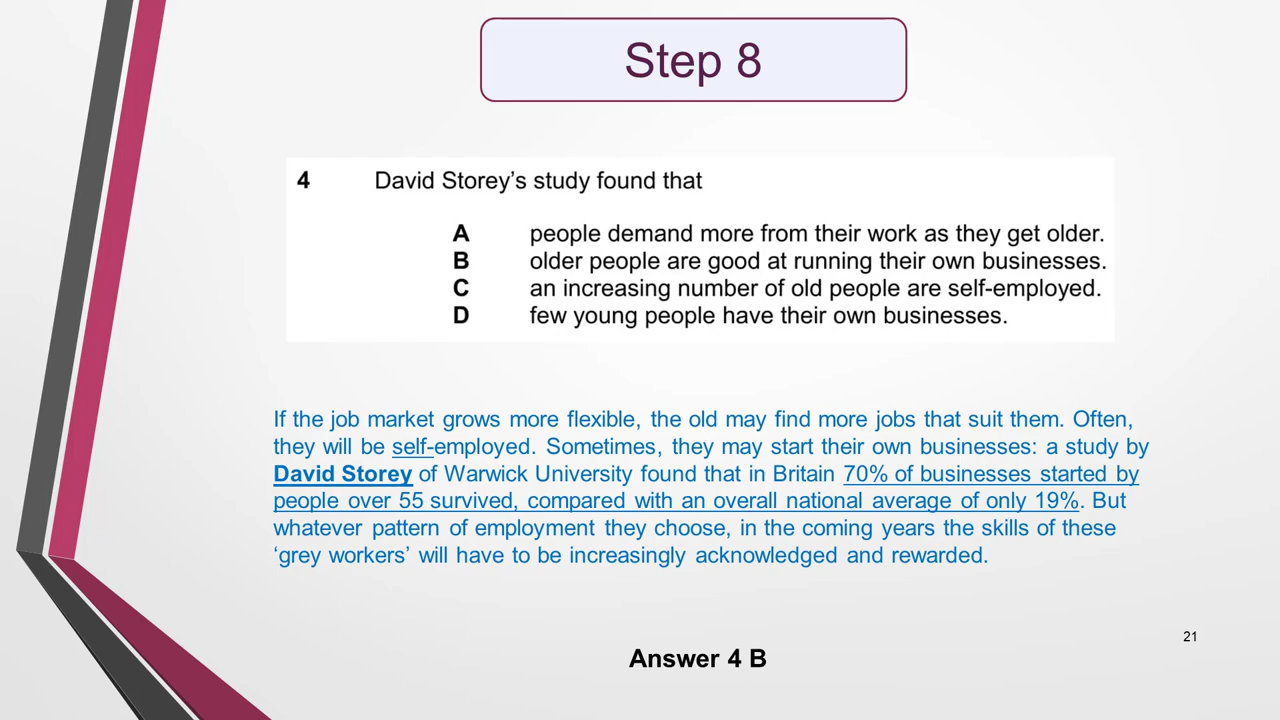 Step 8
4 David Storey’s study found that
A people demand more from their work as they get older.
B older people are good at running their own businesses.
C an increasing number of old people are self-employed.
D few young people have their own businesses.
If the job market grows more flexible, the old may find more jobs that suit them. Often,
they will be self-employed. Sometimes, they may start their own businesses: a study by
David Storey of Warwick University found that in Britain 70% of businesses started by
people over 55 survived, compared with an overall national average of only 19%. But
whatever pattern of employment they choose, in the coming years the skills of these
‘grey workers’ will have to be increasingly acknowledged and rewarded.
21
Answer 4 B